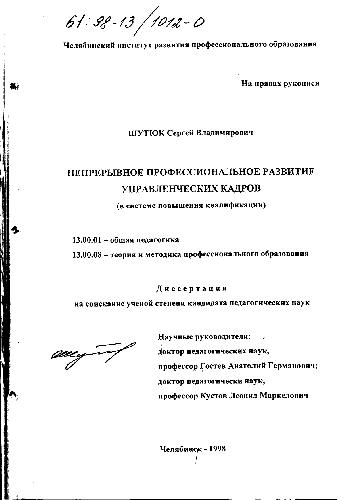 61:98-13/1012-0
Челябинский институт развития профессионального образования
На правах рукописи
ШУТЮК Сергей Владимирович
НЕПРЕРЫВНОЕ ПРОФЕССИОНАЛЬНОЕ РАЗВИТИЕ
УПРАВЛЕНЧЕСКИХ КАДРОВ
(в системе повышения квалификации)
13.00.01 – общая педагогика
13.00.08 – теория и методика профессионального образования
Диссертация
на соискание ученой степени кандидата педагогических наук
Научные руководители:
доктор педагогических наук,
профессор Гостев Анатолий Германович;
доктор педагогически наук,
профессор Кустов Леонид Маркелович
Челябинск - 1998